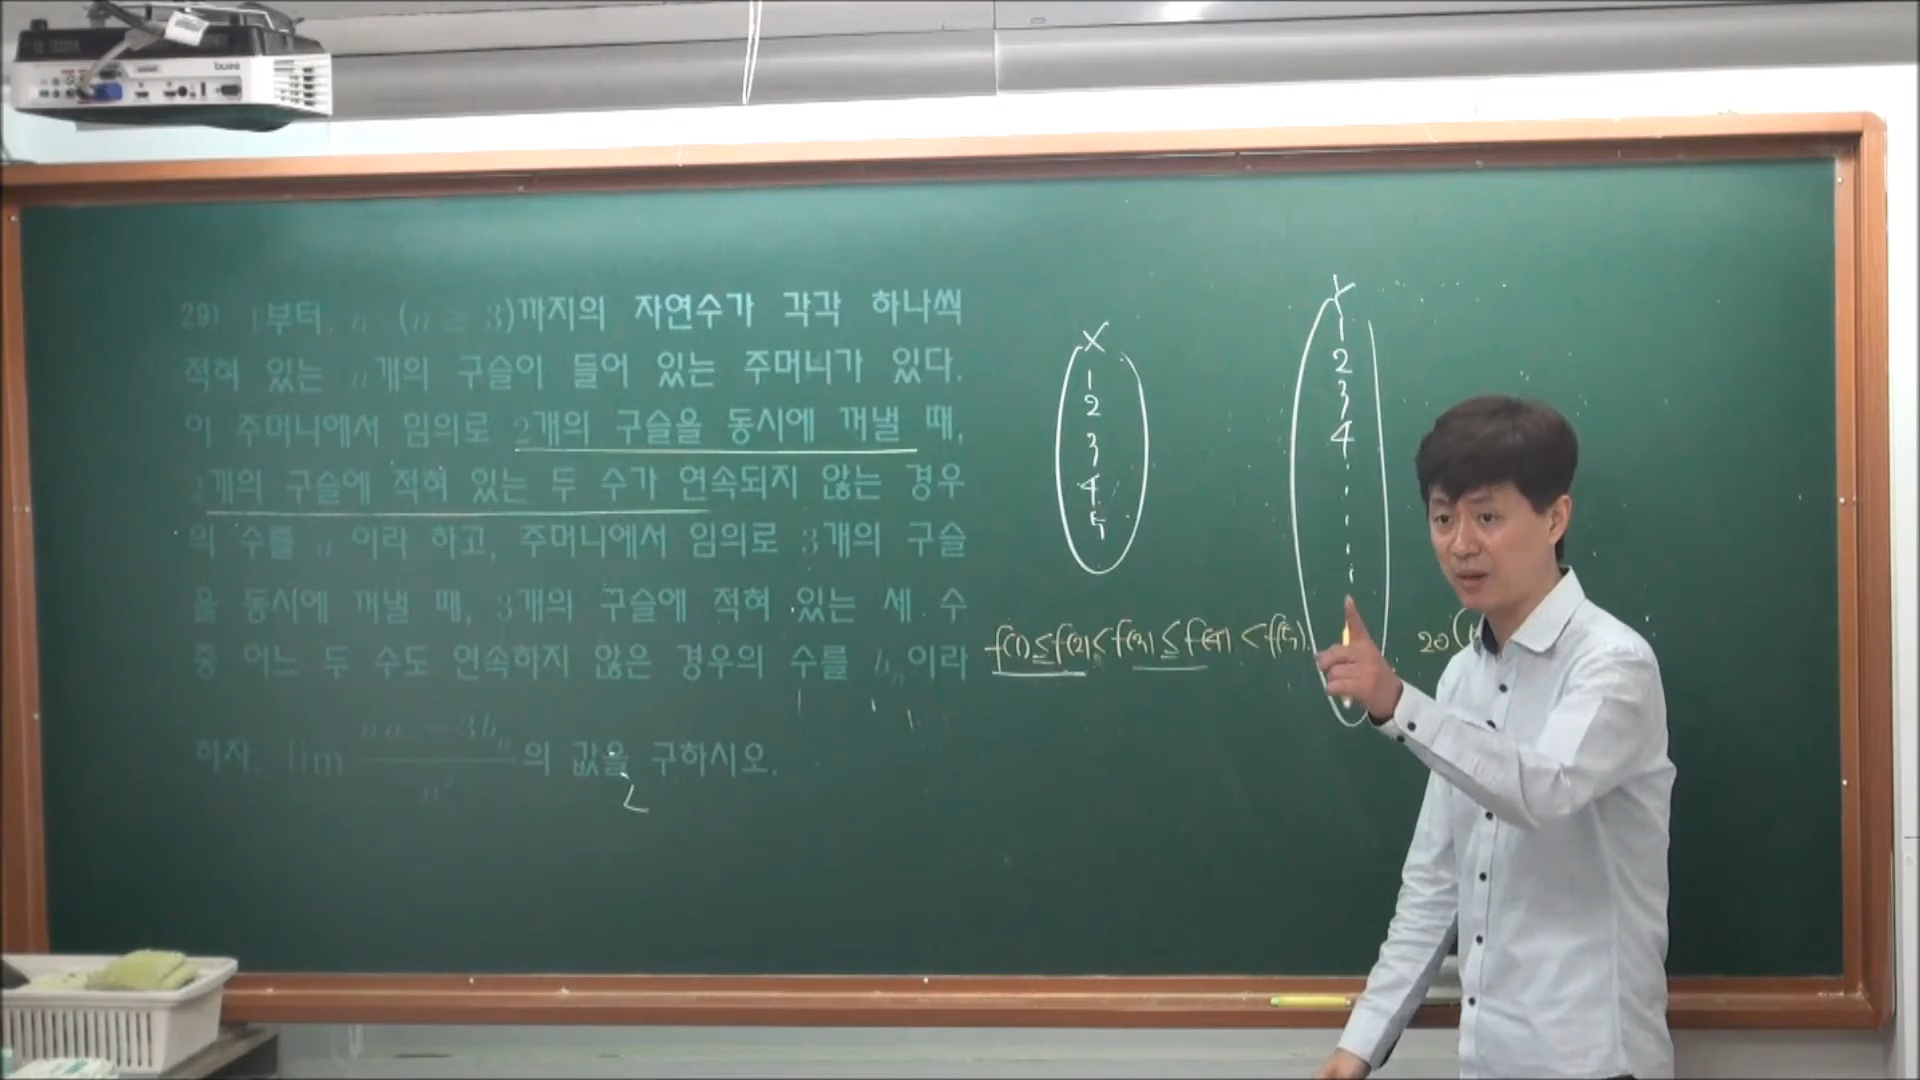 29) 1부터 n (n ≥ 3)까지의 자연수가 각각 하나씩
적혀 있는 n개의 구슬이 들어 있는 주머니가 있다.
이 주머니에서 임의로 2개의 구슬을 동시에 꺼낼 때,
2개의 구슬에 적혀 있는 두 수가 연속되지 않는 경우
의 수를 a 이라 하고, 주머니에서 임의로 3개의 구슬
을 동시에 꺼낼 때, 3개의 구슬에 적혀 있는 세 수
중 어느 두 수도 연속하지 않은 경우의 수를 bₙ이라
하자. lim 의 값을 구하시오.
2
X
1
2
3
4
5
Y
1
2
3
4
f(1)≤f(2)<f(3)≤f(4)<f(5)
20(